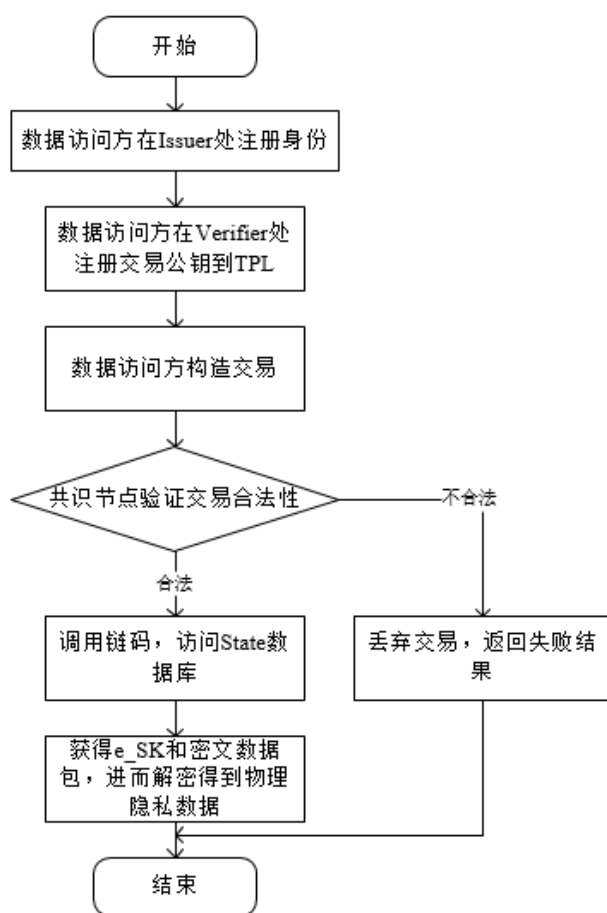 开始
数据访问方在Issuer处注册身份
数据访问方在Verifier处
注册交易公钥到TPL
数据访问方构造交易
共识节点验证交易合法性
不合法
合法
调用链码，访问State数
据库
丢弃交易，返回失败结
果
获得e_SK和密文数据
包，进而解密得到物理
隐私数据
结束